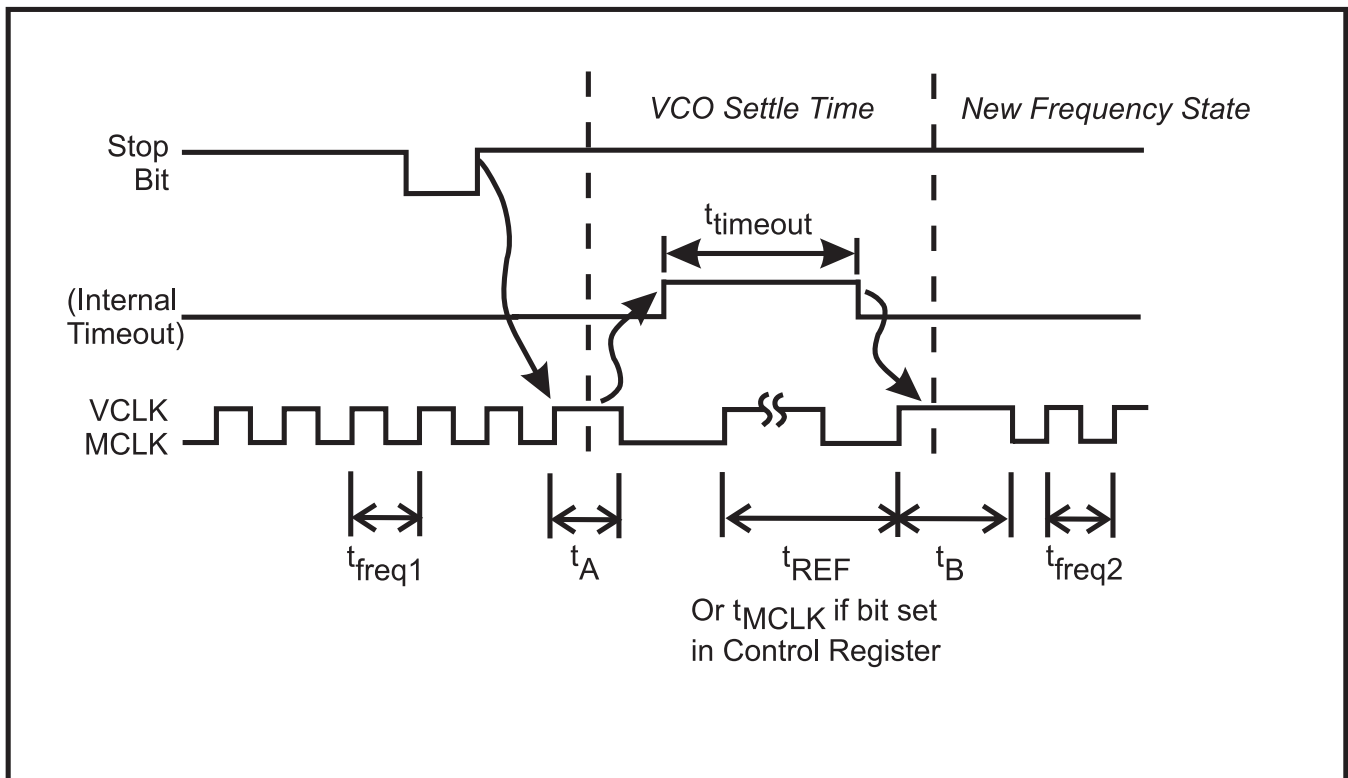 VCO Settle Time
New Frequency State
Stop
Bit
ttimeout
(Internal
Timeout)
VCLK
MCLK
tfreq1
tA
tREF
tB
tfreq2
Or tMCLK if bit set
in Control Register